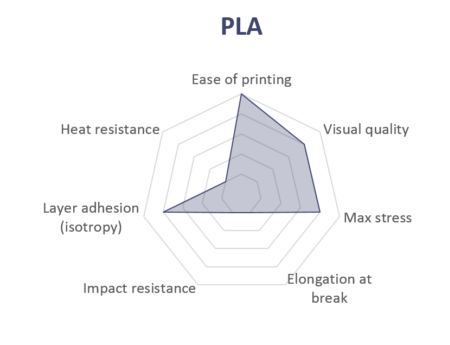 PLA
Ease of printing
Heat resistance
Visual quality
Layer adhesion
(isotropy)
Max stress
Impact resistance
Elongation at
break